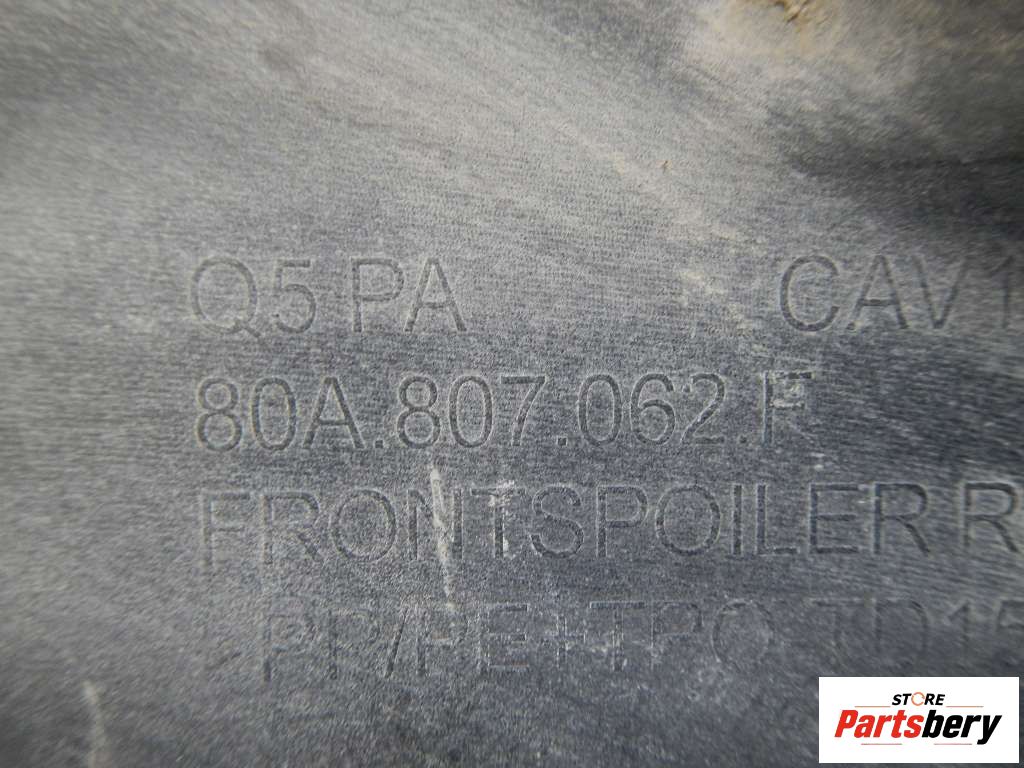 Q5 PA CAV1
80A.807.062.F
FRONTSPOILER R
PP/PE+TPO TD15
STORE
Partsbery